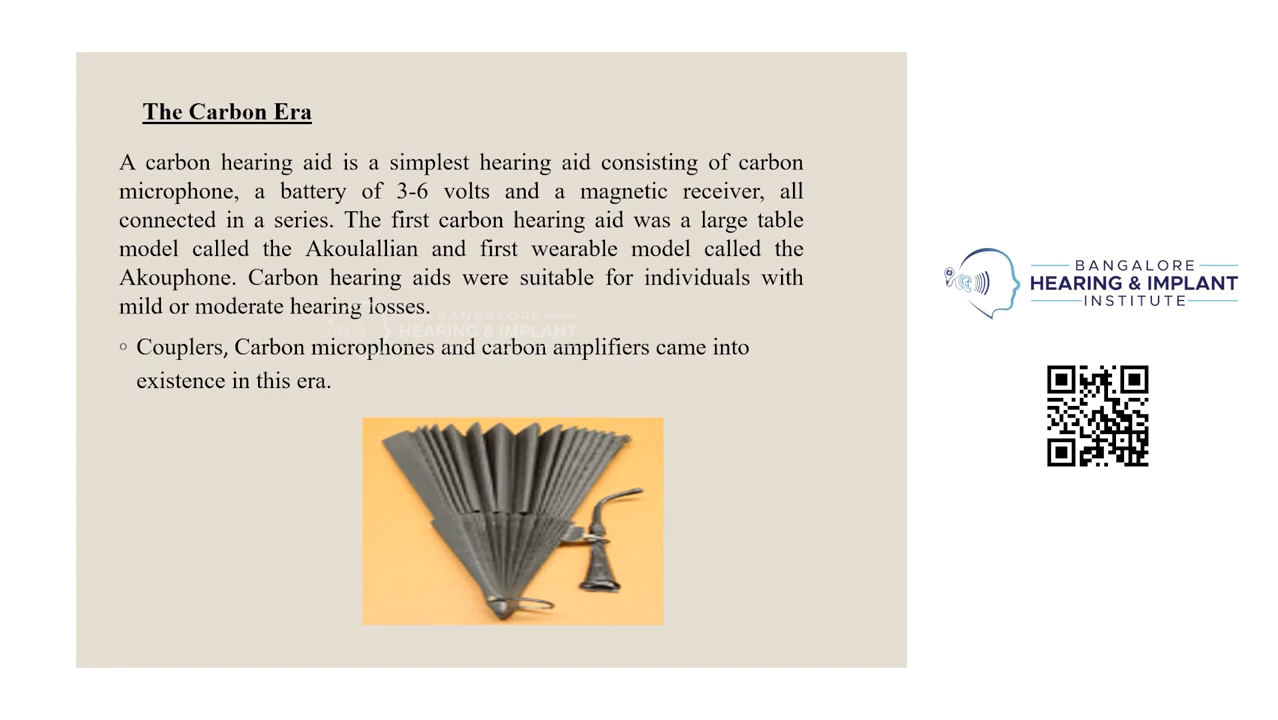 The Carbon Era
A carbon hearing aid is a simplest hearing aid consisting of carbon
microphone, a battery of 3-6 volts and a magnetic receiver, all
connected in a series. The first carbon hearing aid was a large table
model called the Akoulallian and first wearable model called the
Akouphone. Carbon hearing aids were suitable for individuals with
mild or moderate hearing losses.
BANGALORE
HEARING & IMPLANT
◦ Couplers, Carbon microphones and carbon amplifiers came into
existence in this era.
BANGALORE
HEARING & IMPLANT
INSTITUTE